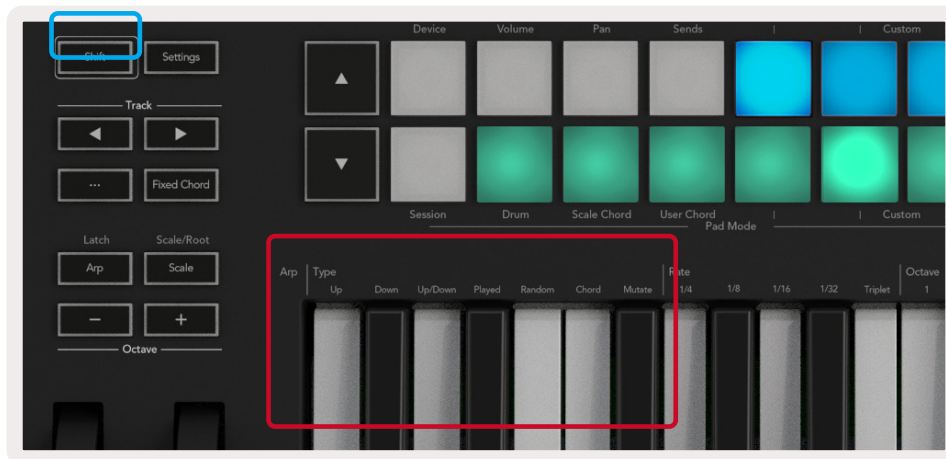 Device Volume Pan Sends | | Custom
Shift Settings
Track
... Fixed Chord
Session Drum Scale Chord User Chord | | Custom
Pad Mode
Latch Scale/Root
Arp Scale
Arp | Type | Rate | Octave
Up Down Up/Down Played Random Chord Mutate 1/4 1/8 1/16 1/32 Triplet 1
− +
Octave